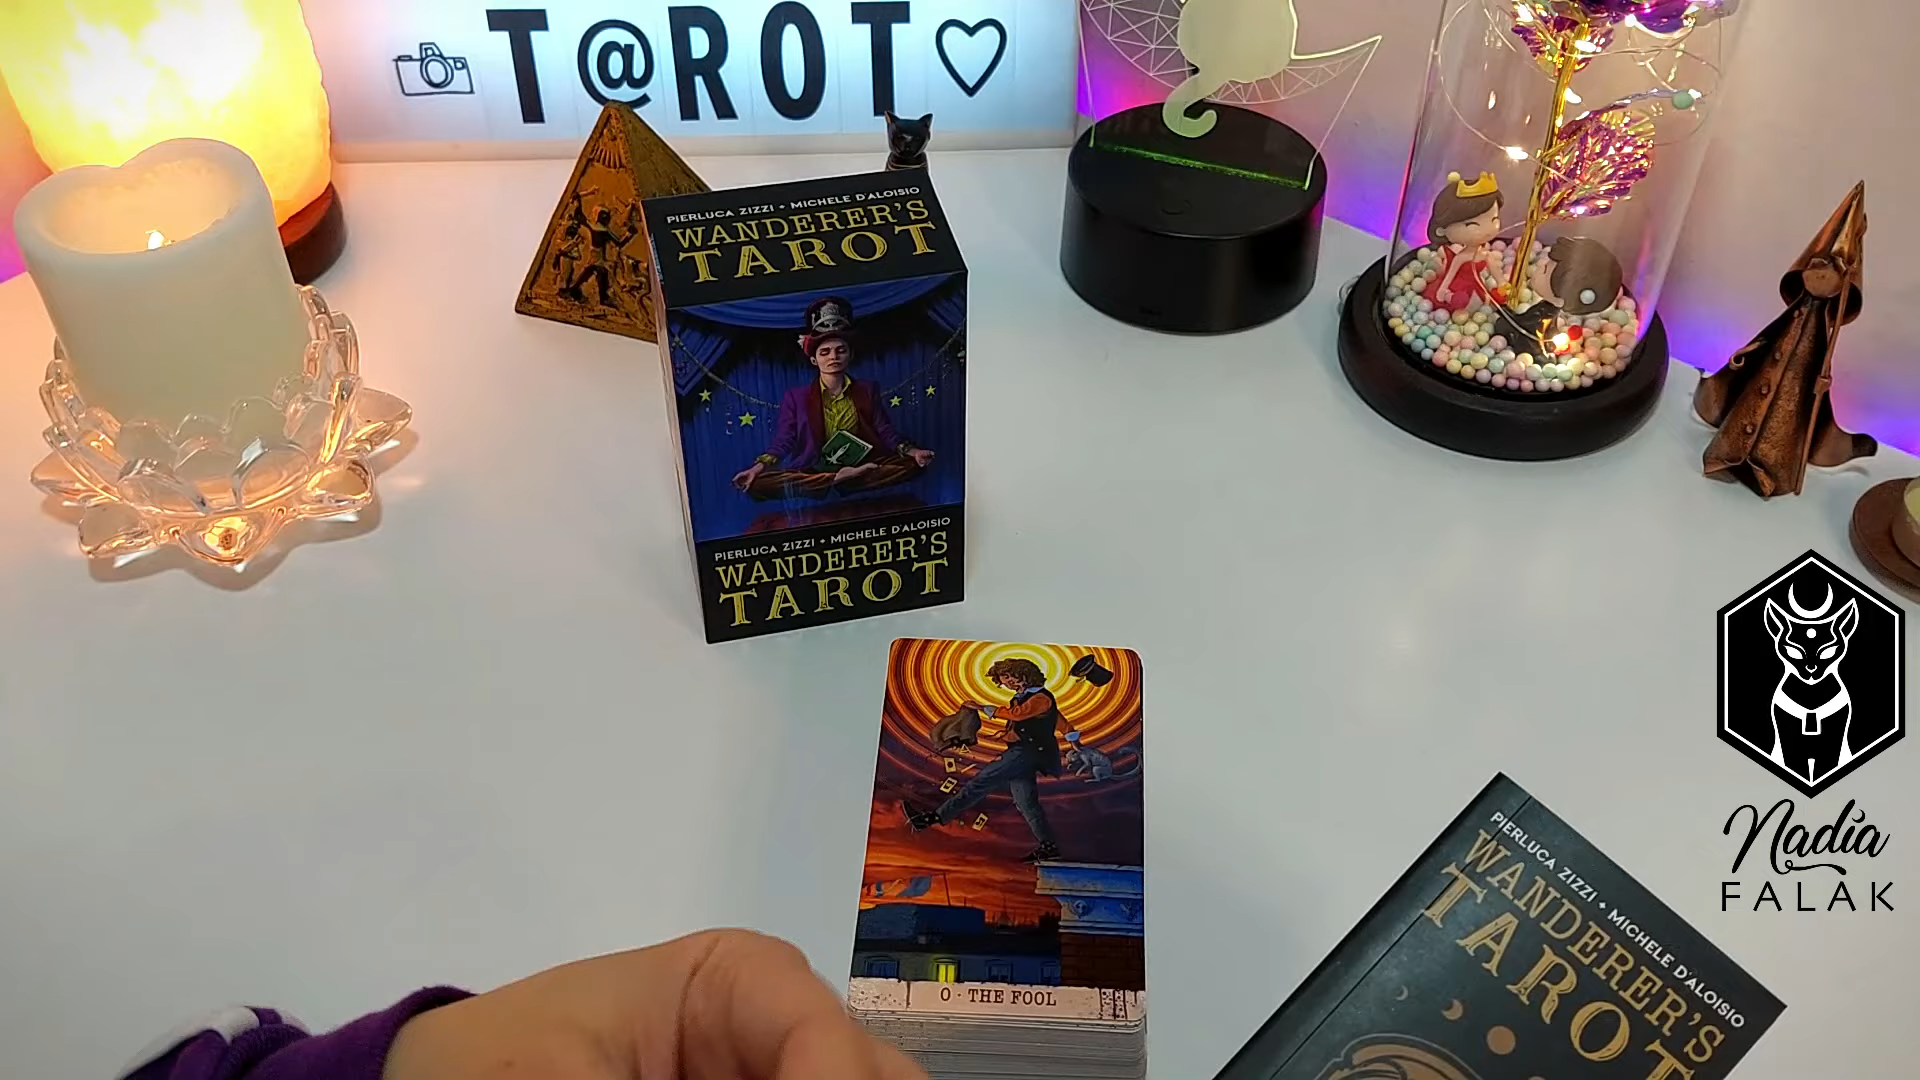 T@ROT
PIERLUCA ZIZZI • MICHELE D'ALOISIO
WANDERER'S
TAROT
PIERLUCA ZIZZI • MICHELE D'ALOISIO
WANDERER'S
TAROT
0 · THE FOOL
PIERLUCA ZIZZI • MICHELE D'ALOISIO
WANDERER'S
TAROT
Nadia
FALAK